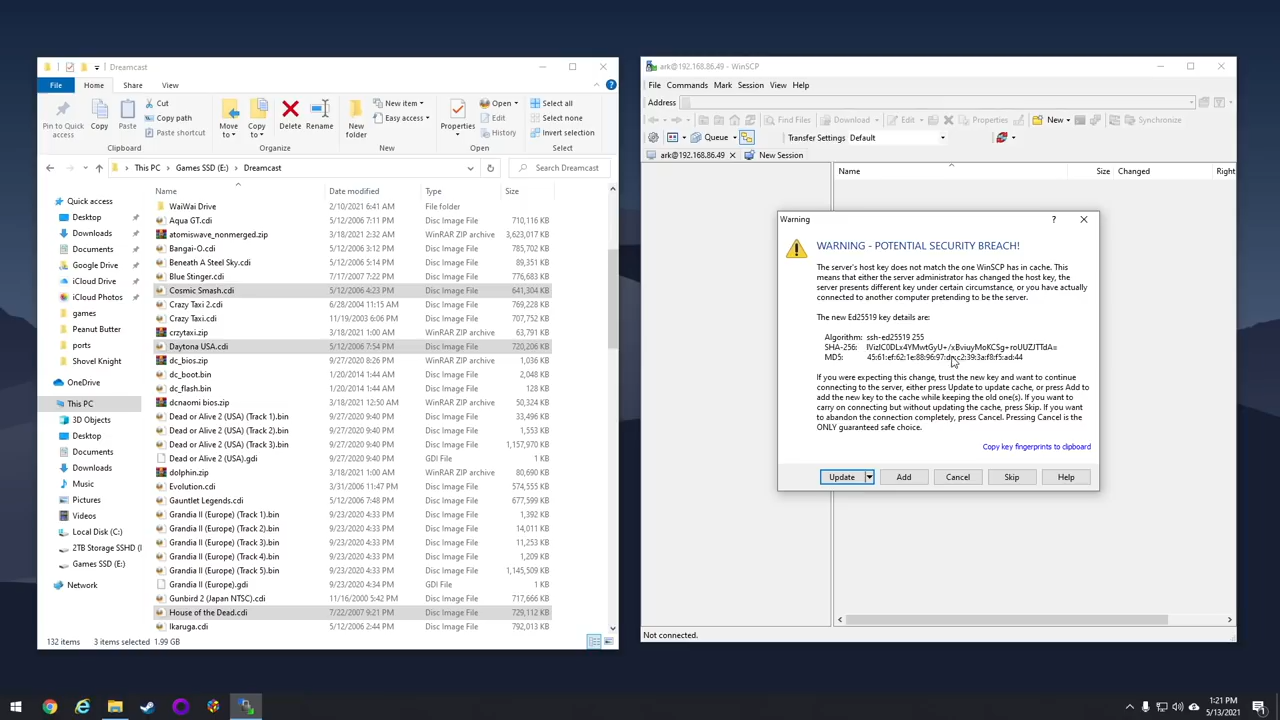 Dreamcast
File
Home
Share
View
Pin to Quick access
Copy
Paste
Cut
Copy path
Paste shortcut
Clipboard
Move to
Copy to
Delete
Rename
Organize
New folder
New item
Easy access
New
Properties
Open
Edit
History
Open
Select all
Select none
Invert selection
Select
This PC > Games SSD (E:) > Dreamcast
Search Dreamcast
Quick access
Desktop
Downloads
Documents
Google Drive
iCloud Drive
iCloud Photos
games
Peanut Butter
ports
Shovel Knight
OneDrive
This PC
3D Objects
Desktop
Documents
Downloads
Music
Pictures
Videos
Local Disk (C:)
2TB Storage SSHD (
Games SSD (E:)
Network
Name Date modified Type Size
WaiWai Drive 2/10/2021 6:41 AM File folder
Aqua GT.cdi 5/12/2006 7:11 PM Disc Image File 710,116 KB
atomiswave_nonmerged.zip 3/18/2021 2:32 AM WinRAR ZIP archive 3,623,017 KB
Bangai-O.cdi 5/12/2006 3:12 PM Disc Image File 785,702 KB
Beneath A Steel Sky.cdi 5/12/2006 3:22 PM Disc Image File 89,351 KB
Blue Stinger.cdi 7/17/2007 7:22 PM Disc Image File 776,683 KB
Cosmic Smash.cdi 5/12/2006 4:23 PM Disc Image File 641,304 KB
Crazy Taxi 2.cdi 6/28/2004 11:15 AM Disc Image File 769,228 KB
Crazy Taxi.cdi 11/19/2003 6:06 PM Disc Image File 707,752 KB
crzytaxi.zip 3/18/2021 1:00 AM WinRAR ZIP archive 63,791 KB
Daytona USA.cdi 5/12/2006 7:54 PM Disc Image File 720,206 KB
dc_bios.zip 9/27/2020 8:26 PM WinRAR ZIP archive 1,036 KB
dc_boot.bin 9/27/2020 8:22 PM Disc Image File 2,048 KB
dc_flash.bin 9/27/2020 8:24 PM Disc Image File 128 KB
dcnaomi bios.zip 3/18/2021 12:50 AM WinRAR ZIP archive 50,324 KB
Dead or Alive 2 (USA) (Track 1).bin 9/27/2020 4:39 PM Disc Image File 33,496 KB
Dead or Alive 2 (USA) (Track 2).bin 9/27/2020 4:39 PM Disc Image File 1,990 KB
Dead or Alive 2 (USA) (Track 3).bin 9/27/2020 4:40 PM Disc Image File 1,157,970 KB
Dead or Alive 2 (USA).gdi 9/27/2020 4:40 PM GDI File 1 KB
dolphin.zip 3/18/2021 1:00 AM WinRAR ZIP archive 80,690 KB
Evolution.cdi 3/31/2006 11:47 PM Disc Image File 574,555 KB
Gauntlet Legends.cdi 5/12/2006 5:08 PM Disc Image File 677,599 KB
Grandia II (Europe) (Track 1).bin 9/23/2020 4:33 PM Disc Image File 1,392 KB
Grandia II (Europe) (Track 2).bin 9/23/2020 4:33 PM Disc Image File 14,011 KB
Grandia II (Europe) (Track 3).bin 9/23/2020 4:33 PM Disc Image File 11,253 KB
Grandia II (Europe) (Track 4).bin 9/23/2020 4:33 PM Disc Image File 1,209 KB
Grandia II (Europe) (Track 5).bin 9/23/2020 4:33 PM Disc Image File 1,145,509 KB
Grandia II (Europe).gdi 9/23/2020 4:34 PM GDI File 1 KB
Gunbird 2 (Japan NTSC).cdi 11/16/2000 5:42 PM Disc Image File 717,666 KB
House of the Dead.cdi 7/22/2007 9:21 PM Disc Image File 729,112 KB
Ikaruga.cdi 5/12/2006 2:44 PM Disc Image File 792,013 KB
132 items 3 items selected 1.99 GB
ark@192.168.86.49 - WinSCP
File Commands Mark Session View Help
Address
Find Files Download Edit Properties New Synchronize
Queue Transfer Settings Default
ark@192.168.86.49 New Session
Name Size Changed Right
Warning
WARNING - POTENTIAL SECURITY BREACH!
The server's host key does not match the one WinSCP has in cache. This
means that either the server administrator has changed the host key, the
server presents different key under certain circumstance, or you have actually
connected to another computer pretending to be the server.
The new Ed25519 key details are:
Algorithm: ssh-ed25519 255
SHA-256:
MD5:
If you were expecting this change, trust the new key and want to continue
connecting to the server, either press Update to update cache, or press Add to
add the new key to the cache while keeping the old one(s). If you want to
carry on connecting but without updating the cache, press Skip. If you want
to abandon the connection completely, press Cancel. Pressing Cancel is the
ONLY guaranteed safe choice.
Copy key fingerprints to clipboard
Update Add Cancel Skip Help
Not connected.
1:21 PM
5/13/2021
1